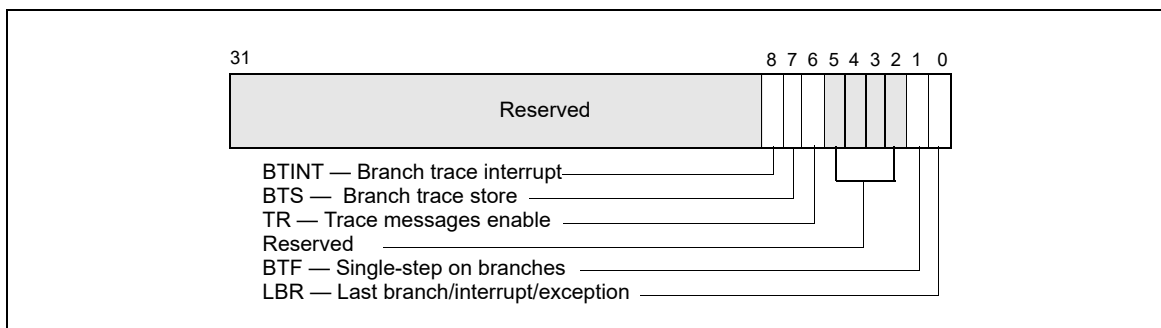 31 8 7 6 5 4 3 2 1 0
Reserved
BTINT — Branch trace interrupt
BTS — Branch trace store
TR — Trace messages enable
Reserved
BTF — Single-step on branches
LBR — Last branch/interrupt/exception